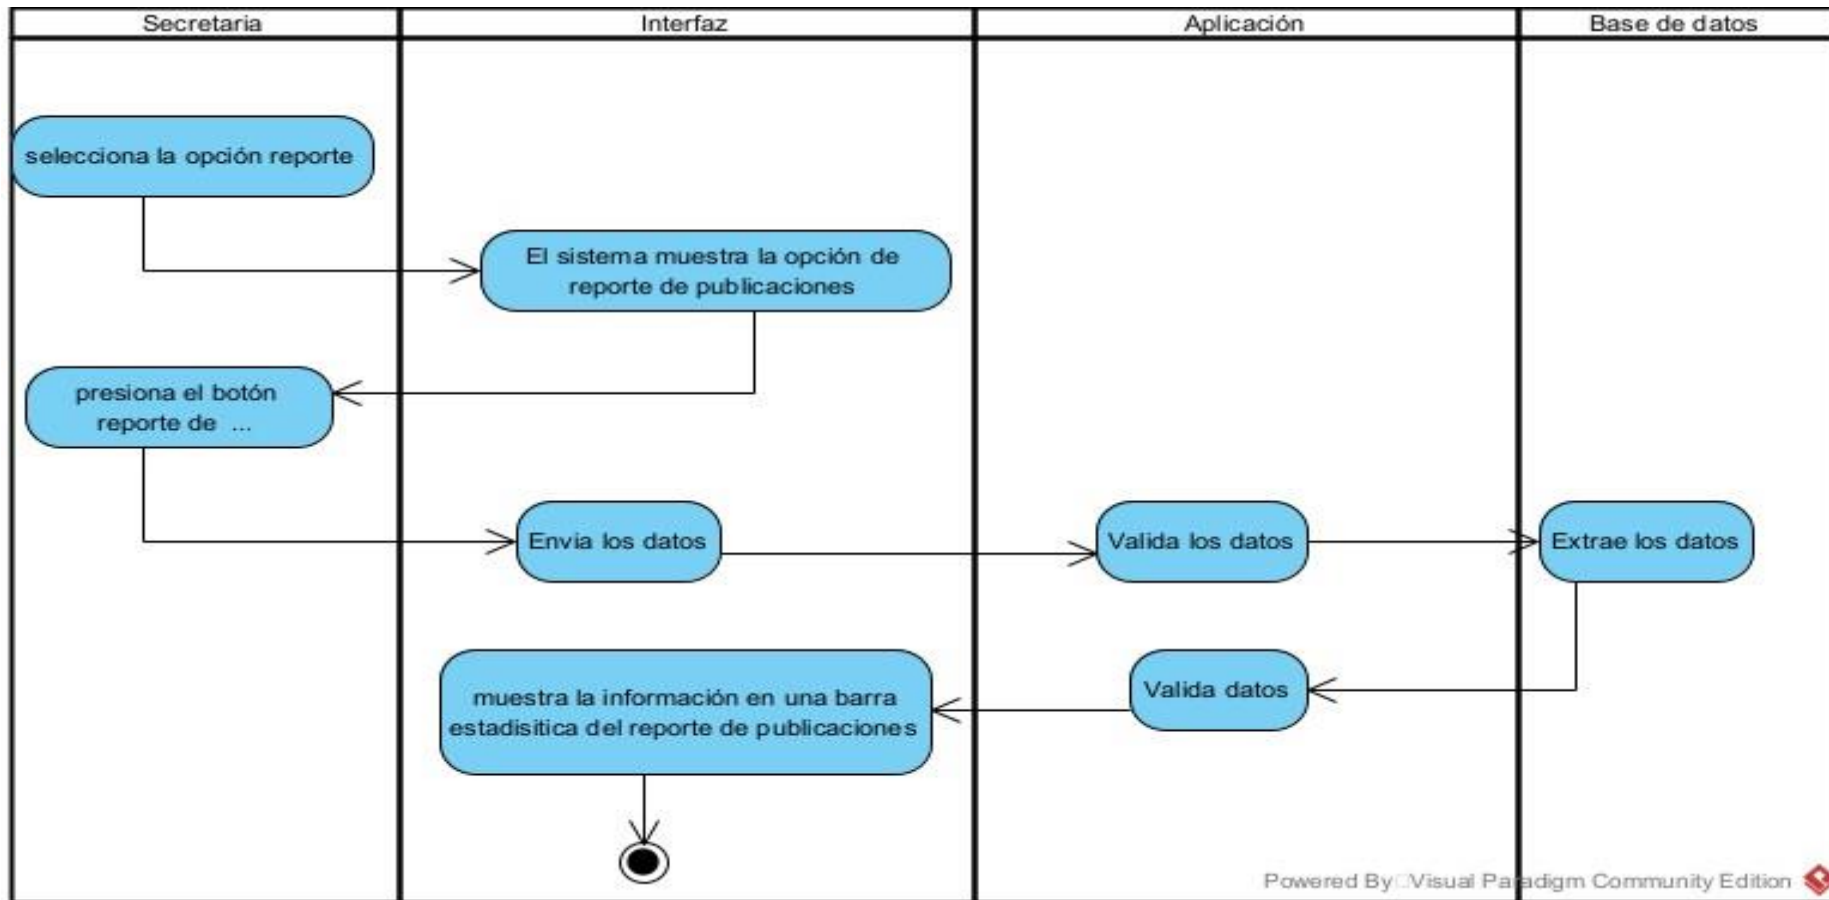 Secretaria
Interfaz
Aplicación
Base de datos
selecciona la opción reporte
El sistema muestra la opción de
reporte de publicaciones
presiona el botón
reporte de ...
Envia los datos
Valida los datos
Extrae los datos
muestra la información en una barra
estadisitica del reporte de publicaciones
Valida datos
Powered By Visual Paradigm Community Edition